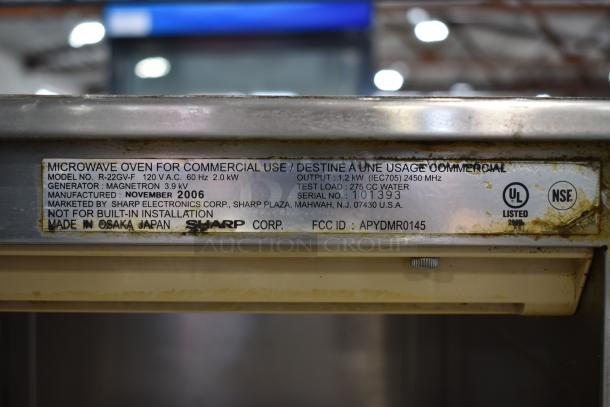 MICROWAVE OVEN FOR COMMERCIAL USE / DESTINE A UNE USAGE COMMERCIAL
MODEL NO. R-22GV-F 120 V A.C. 60 Hz 2.0 kW OUTPUT : 1.2 kW (IEC705) 2450 MHz
GENERATOR : MAGNETRON 3.9 kV TEST LOAD : 275 CC WATER
MANUFACTURED : NOVEMBER 2006 SERIAL NO. : 101393
MARKETED BY SHARP ELECTRONICS CORP., SHARP PLAZA, MAHWAH, N.J. 07430 U.S.A.
NOT FOR BUILT-IN INSTALLATION
MADE IN OSAKA JAPAN SHARP CORP. FCC ID : APYDMR0145
UL
LISTED
NSF
AUCTION GROUP